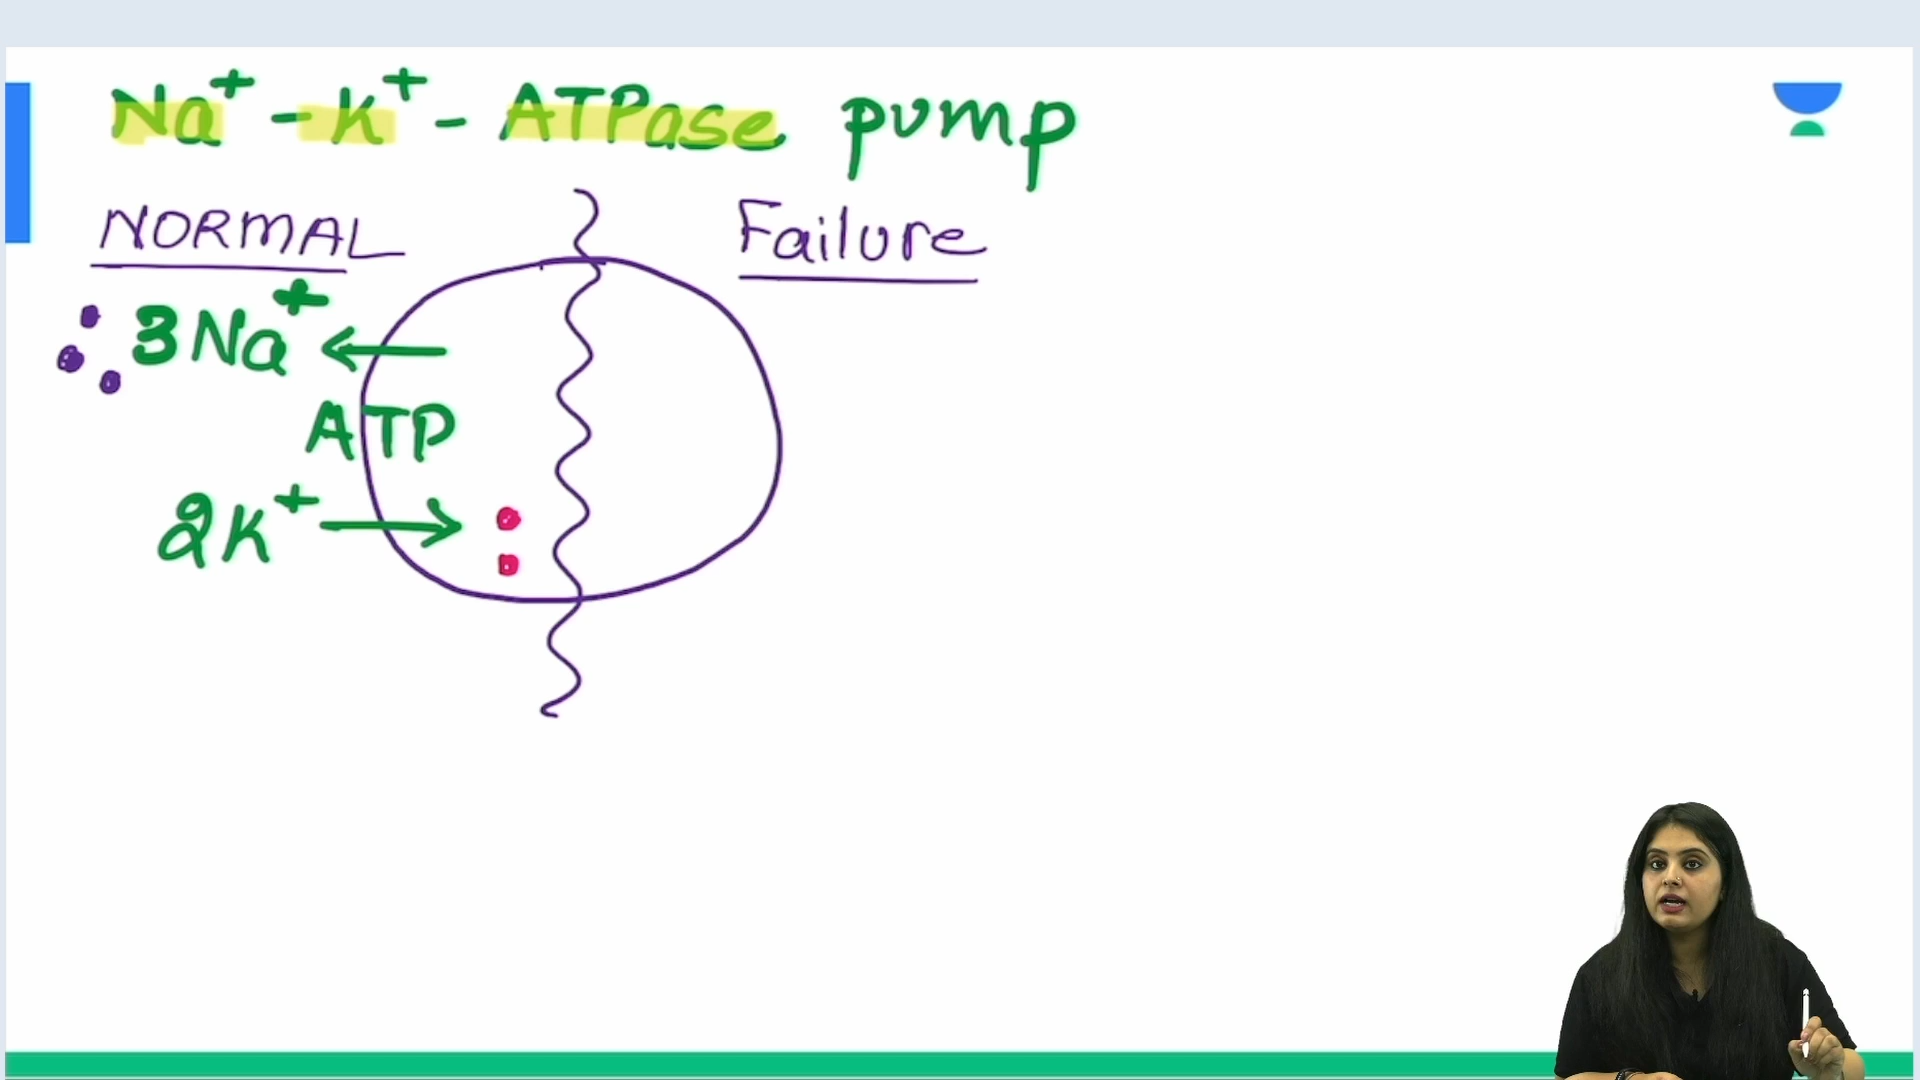 Na⁺ - K⁺ - ATPase pump
NORMAL
Failure
3Na⁺
ATP
2K⁺